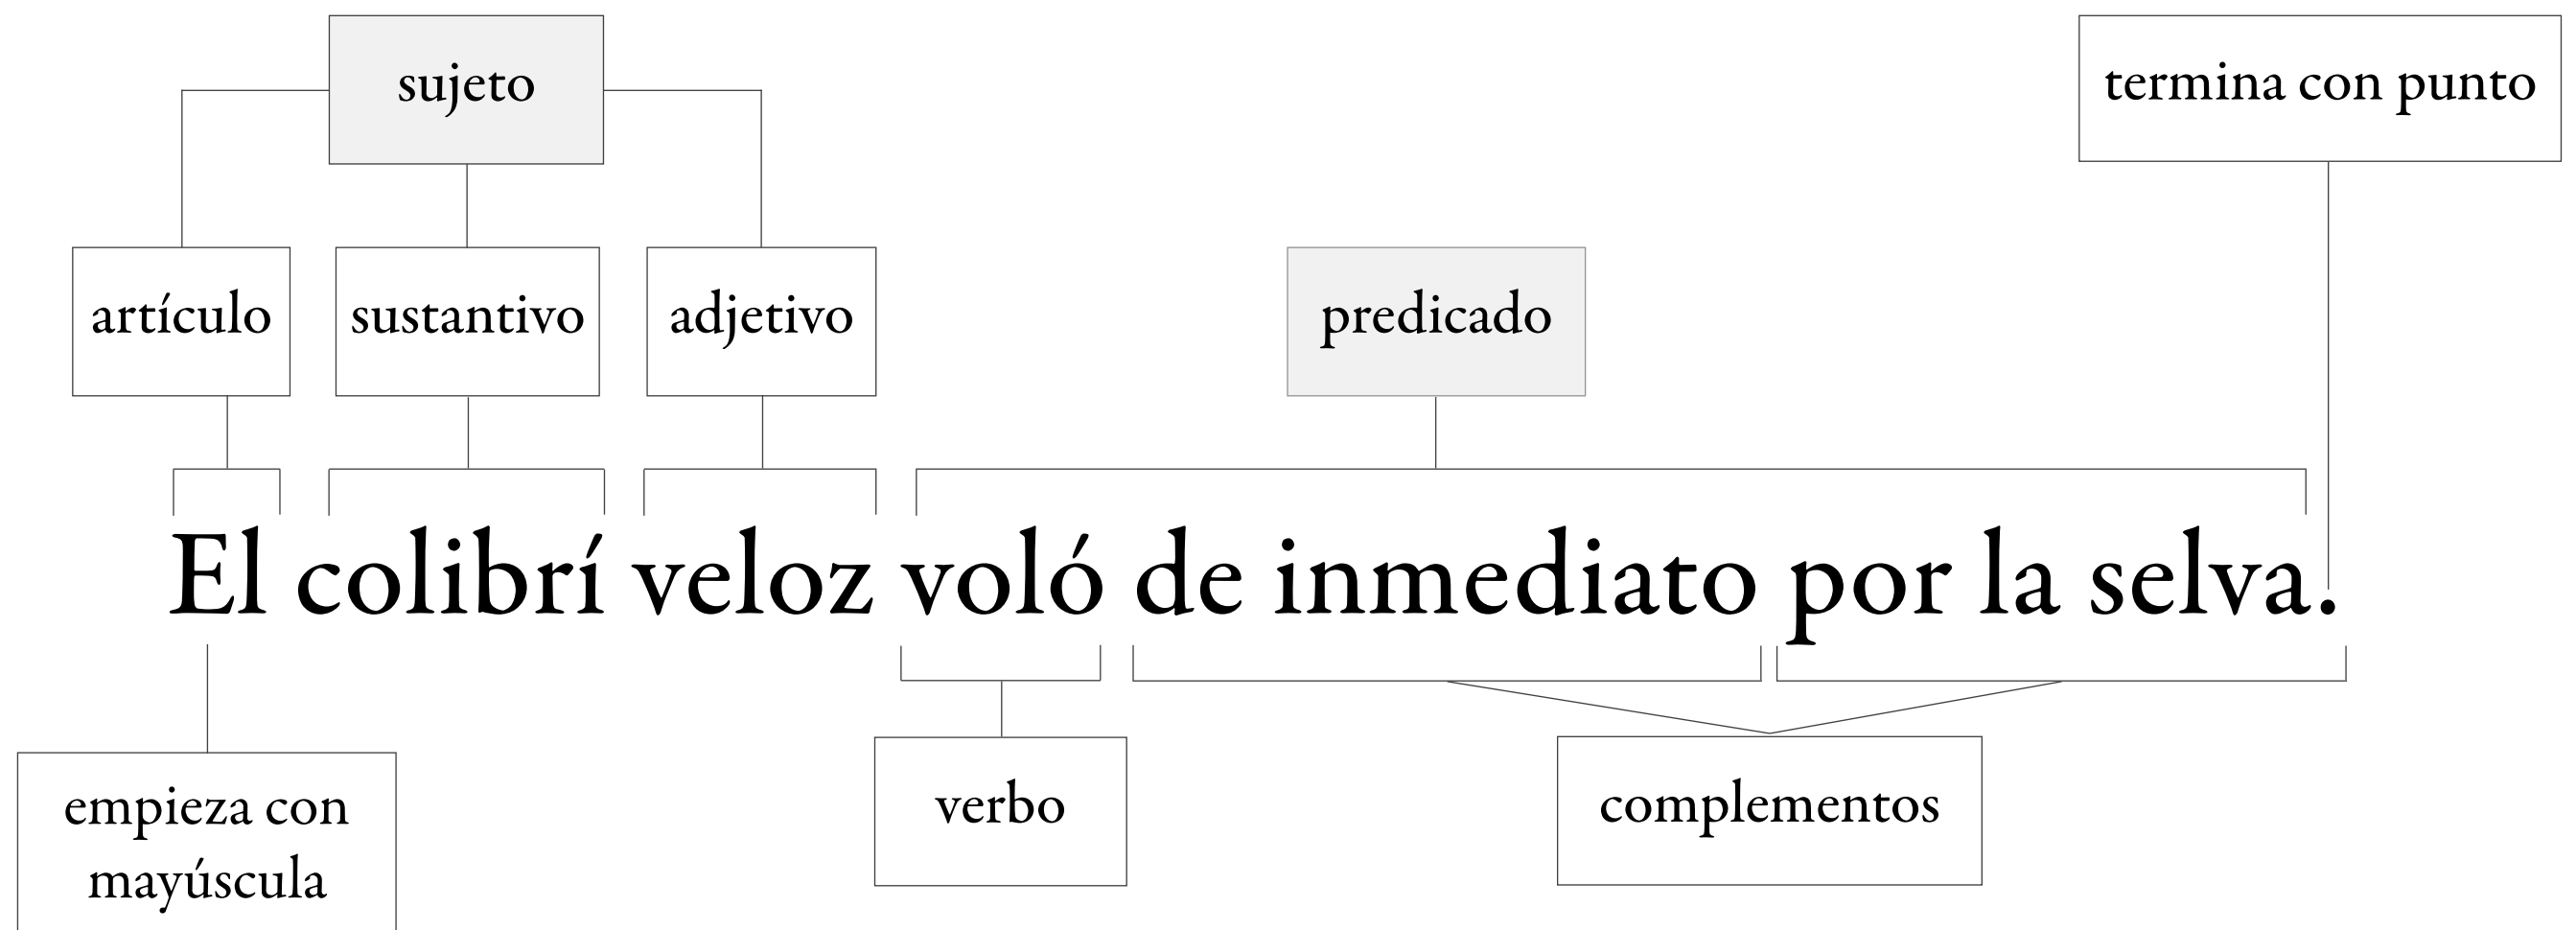 sujeto
termina con punto
artículo
sustantivo
adjetivo
predicado
El colibrí veloz voló de inmediato por la selva.
empieza con
mayúscula
verbo
complementos